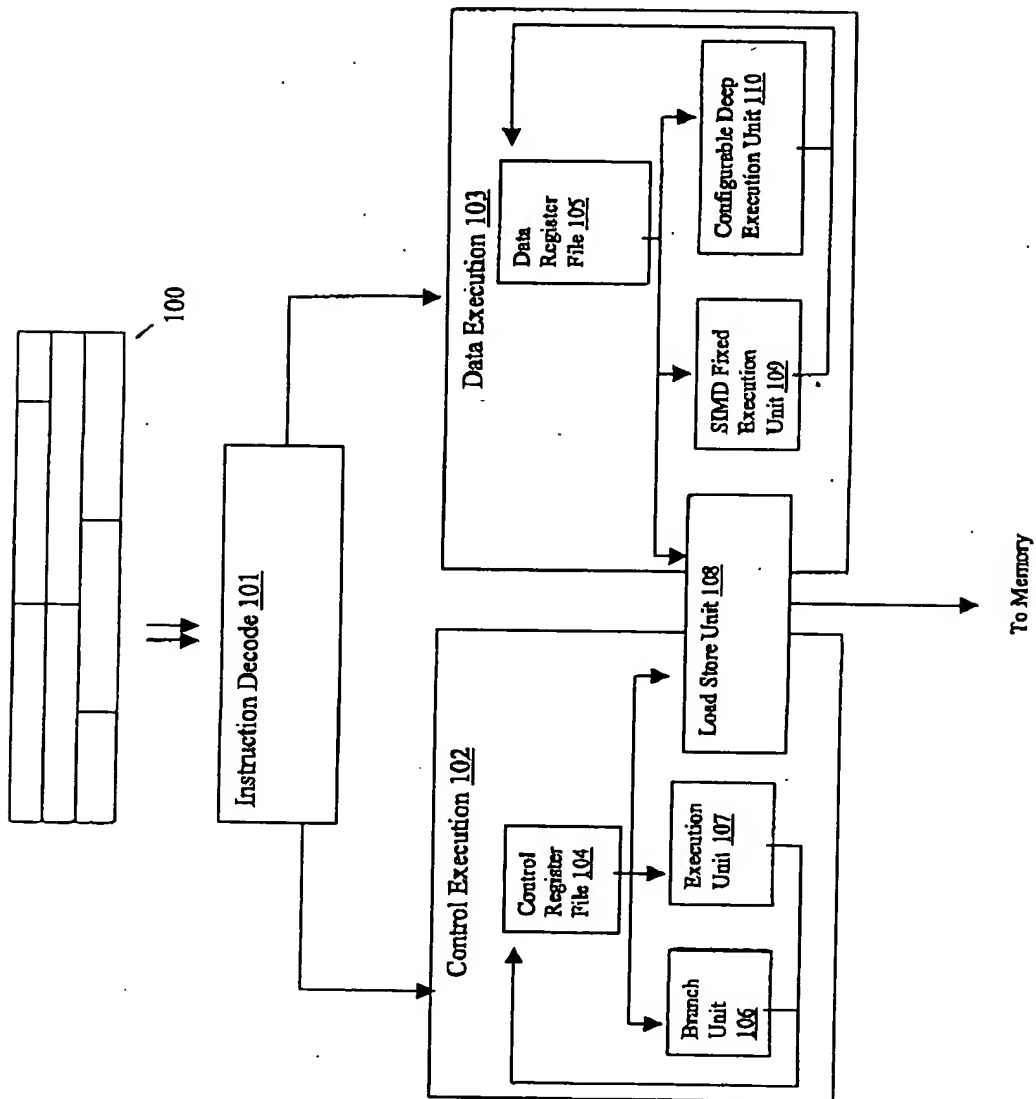 100
Instruction Decode 101
Control Execution 102
Control
Register
File 104
Branch
Unit
106
Execution
Unit 107
Load Store Unit 108
Data Execution 103
Data
Register
File 105
SIMD Fixed
Execution
Unit 109
Configurable Deep
Execution Unit 110
To Memory